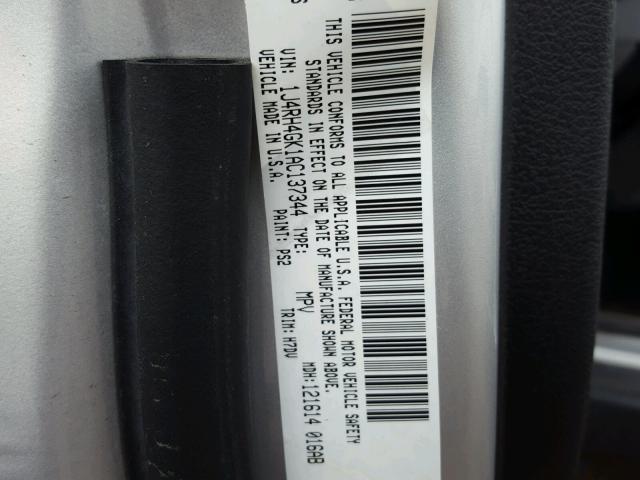 THIS VEHICLE CONFORMS TO ALL APPLICABLE U.S.A. FEDERAL MOTOR VEHICLE SAFETY
STANDARDS IN EFFECT ON THE DATE OF MANUFACTURE SHOWN ABOVE.
VIN: 1J4RH4GK1AC137344 TYPE: MPV MDH:121614 016AB
VEHICLE MADE IN U.S.A. PAINT: PS2 TRIM:H7DV